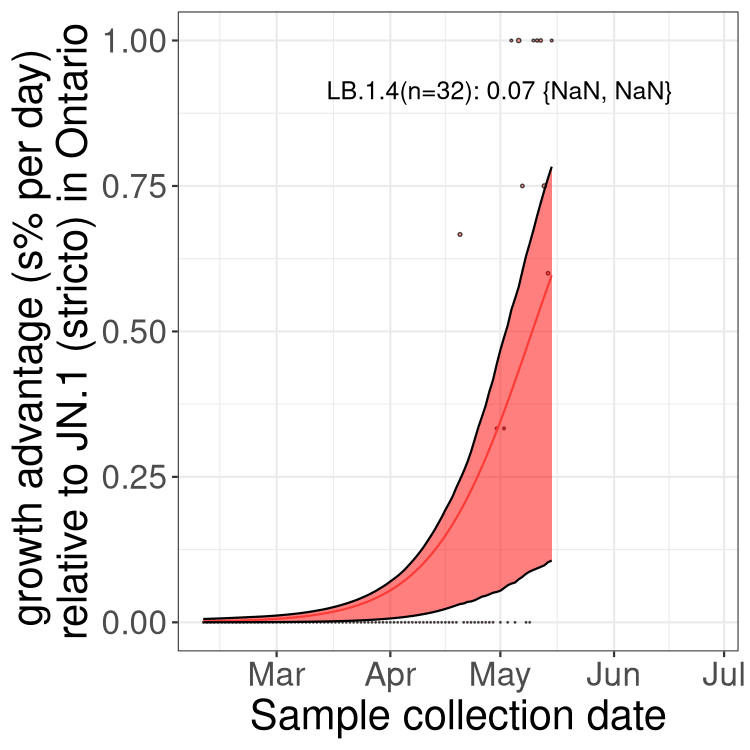 growth advantage (s% per day)
relative to JN.1 (stricto) in Ontario
1.00
LB.1.4(n=32): 0.07 {NaN, NaN}
0.75
0.50
0.25
0.00
Mar Apr May Jun Jul
Sample collection date